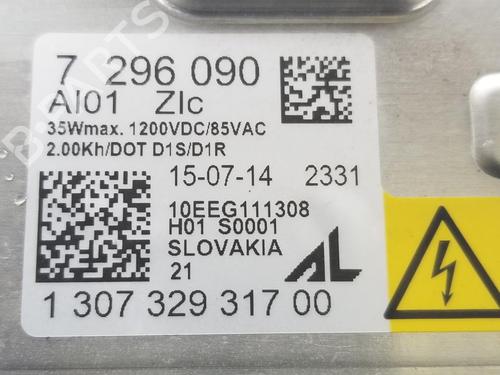 7 296 090
AI01 ZIc
35Wmax. 1200VDC/85VAC
2.00Kh/DOT D1S/D1R
15-07-14 2331
10EEG111308
H01 S0001
SLOVAKIA
21
AL
1 307 329 317 00
B-PARTS